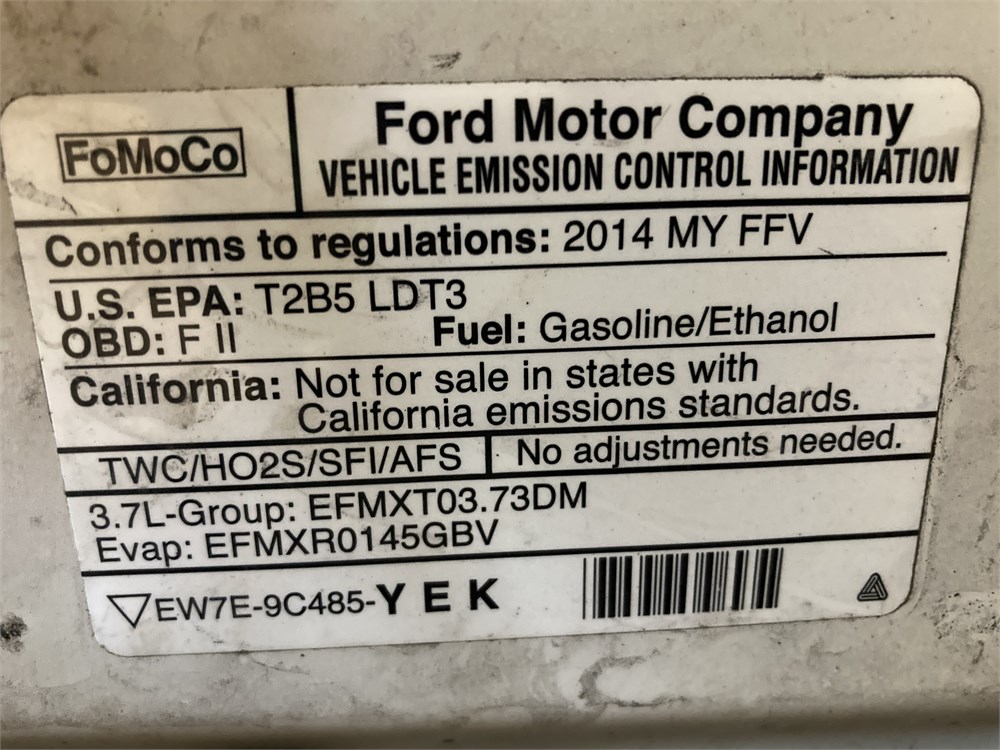 FoMoCo
Ford Motor Company
VEHICLE EMISSION CONTROL INFORMATION
Conforms to regulations: 2014 MY FFV
U.S. EPA: T2B5 LDT3
OBD: F II Fuel: Gasoline/Ethanol
California: Not for sale in states with
California emissions standards.
TWC/HO2S/SFI/AFS No adjustments needed.
3.7L-Group: EFMXT03.73DM
Evap: EFMXR0145GBV
EW7E-9C485-Y E K